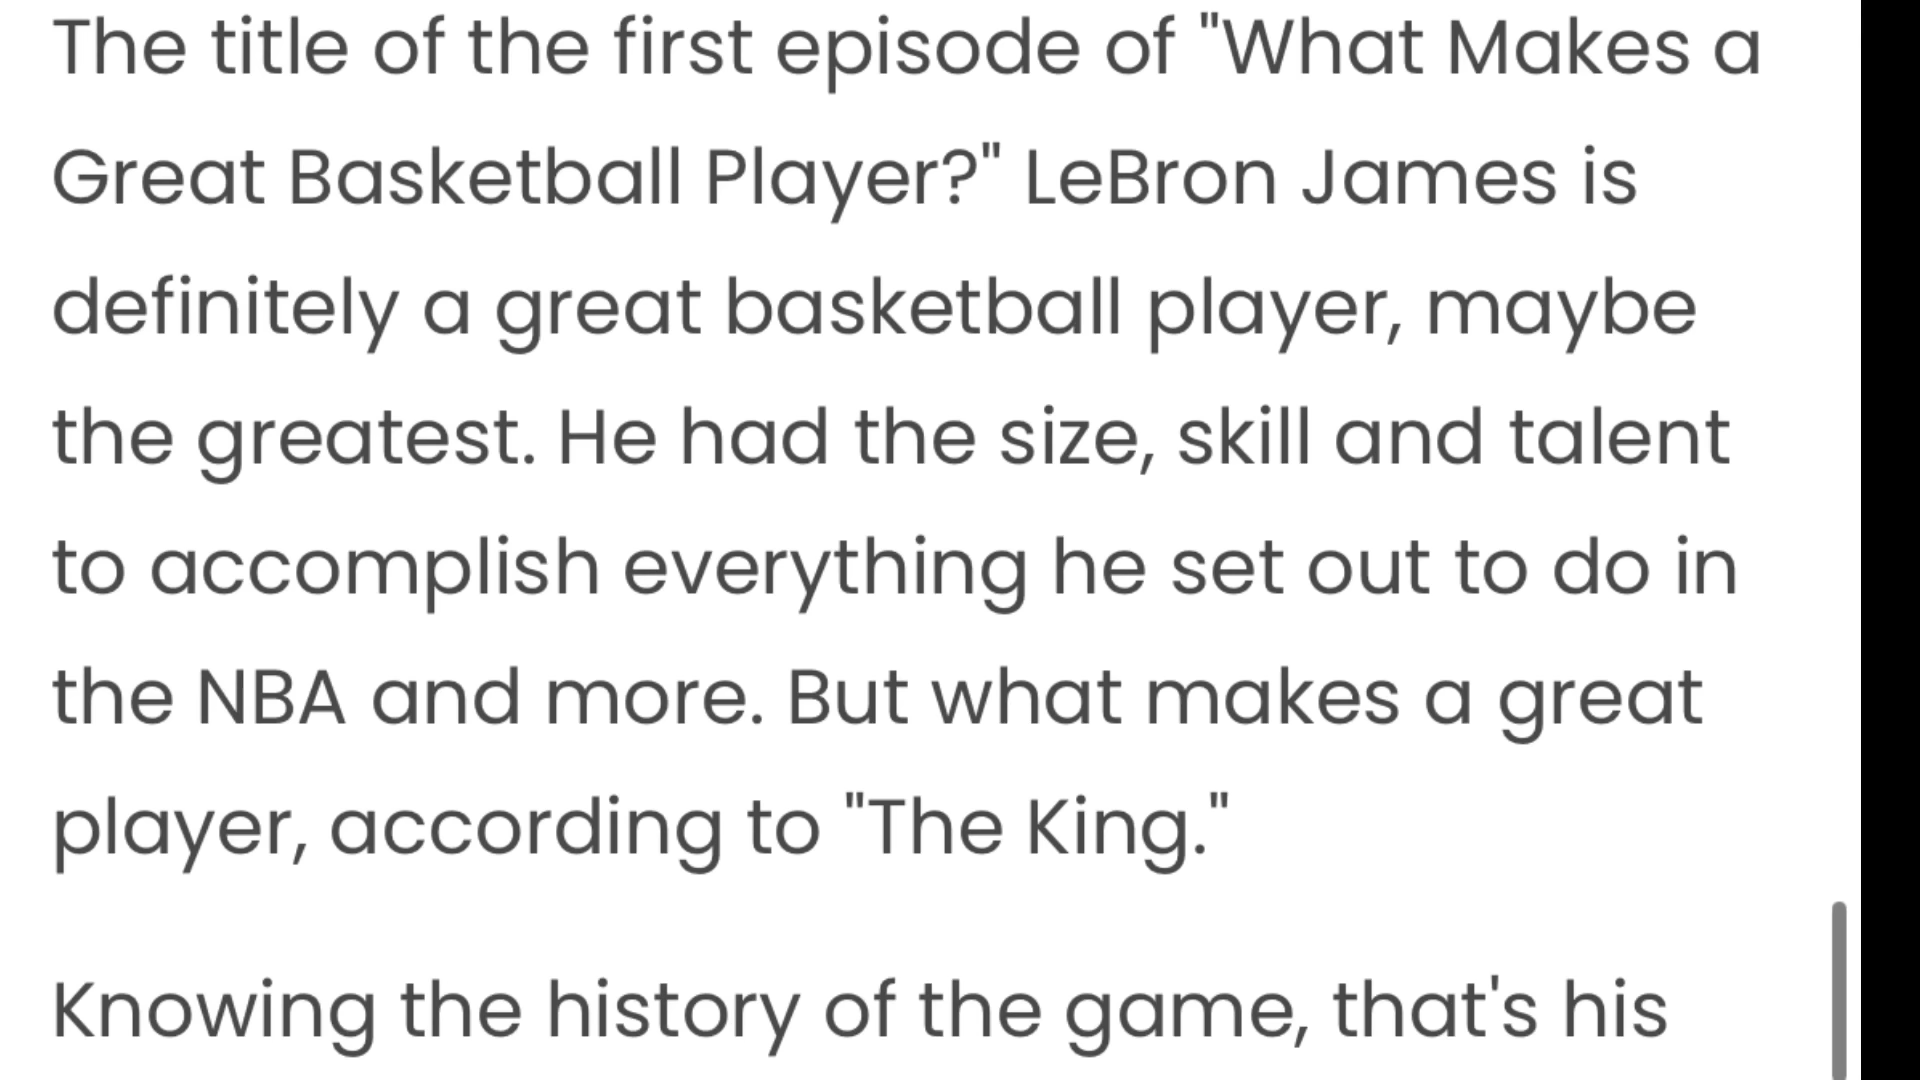 The title of the first episode of "What Makes a
Great Basketball Player?" LeBron James is
definitely a great basketball player, maybe
the greatest. He had the size, skill and talent
to accomplish everything he set out to do in
the NBA and more. But what makes a great
player, according to "The King."
Knowing the history of the game, that's his